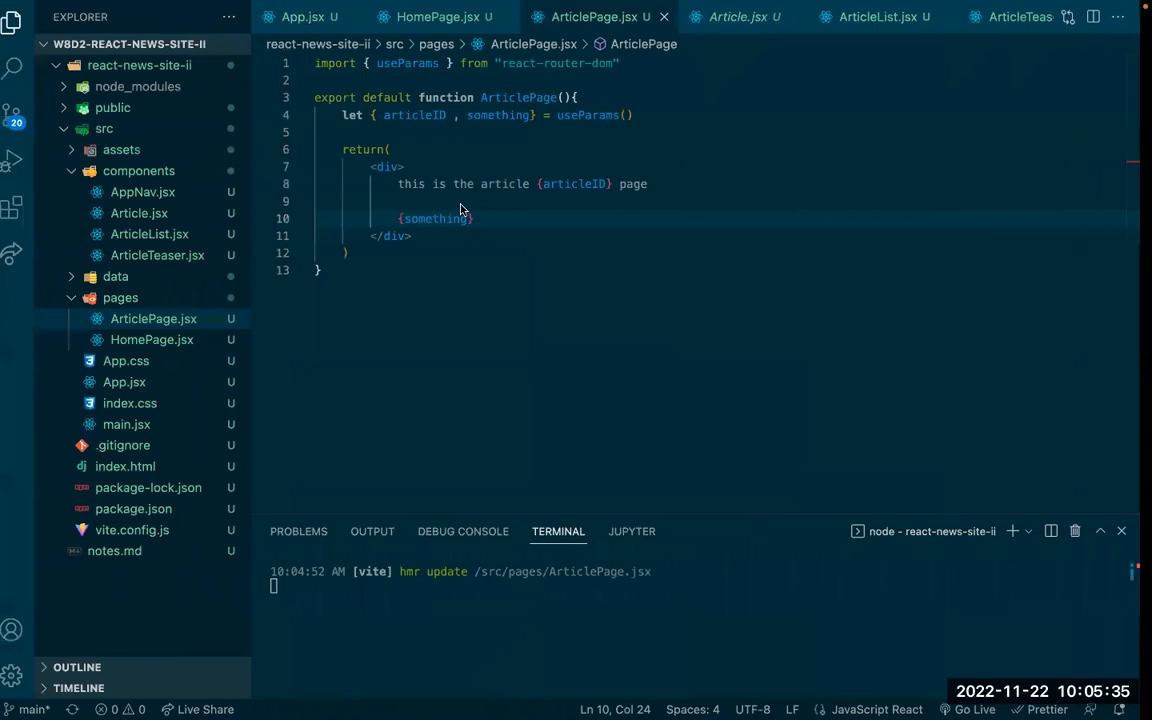 EXPLORER
App.jsx U
HomePage.jsx U
ArticlePage.jsx U
Article.jsx U
ArticleList.jsx U
ArticleTeas
W8D2-REACT-NEWS-SITE-II
react-news-site-ii > src > pages > ArticlePage.jsx > ArticlePage
react-news-site-ii
node_modules
public
src
assets
components
AppNav.jsx U
Article.jsx U
ArticleList.jsx U
ArticleTeaser.jsx U
data
pages
ArticlePage.jsx U
HomePage.jsx U
App.css U
App.jsx U
index.css U
main.jsx U
.gitignore U
index.html U
package-lock.json U
package.json U
vite.config.js U
notes.md U
OUTLINE
TIMELINE
20
1 import { useParams } from "react-router-dom"
2
3 export default function ArticlePage(){
4 let { articleID , something} = useParams()
5
6 return(
7 <div>
8 this is the article {articleID} page
9
10 {something}
11 </div>
12 )
13 }
PROBLEMS OUTPUT DEBUG CONSOLE TERMINAL JUPYTER
node - react-news-site-ii
10:04:52 AM [vite] hmr update /src/pages/ArticlePage.jsx
2022-11-22 10:05:35
main* 0 0 Live Share
Ln 10, Col 24 Spaces: 4 UTF-8 LF JavaScript React Go Live Prettier